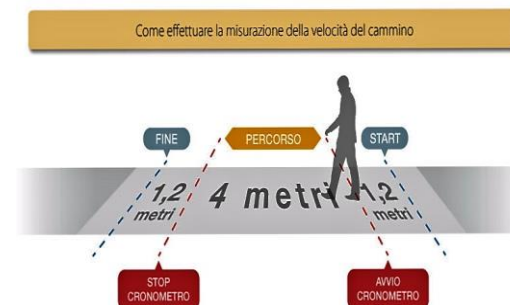 Come effettuare la misurazione della velocità del cammino
FINE
PERCORSO
START
1,2
metri
4 metri
1,2
metri
STOP
CRONOMETRO
AVVIO
CRONOMETRO